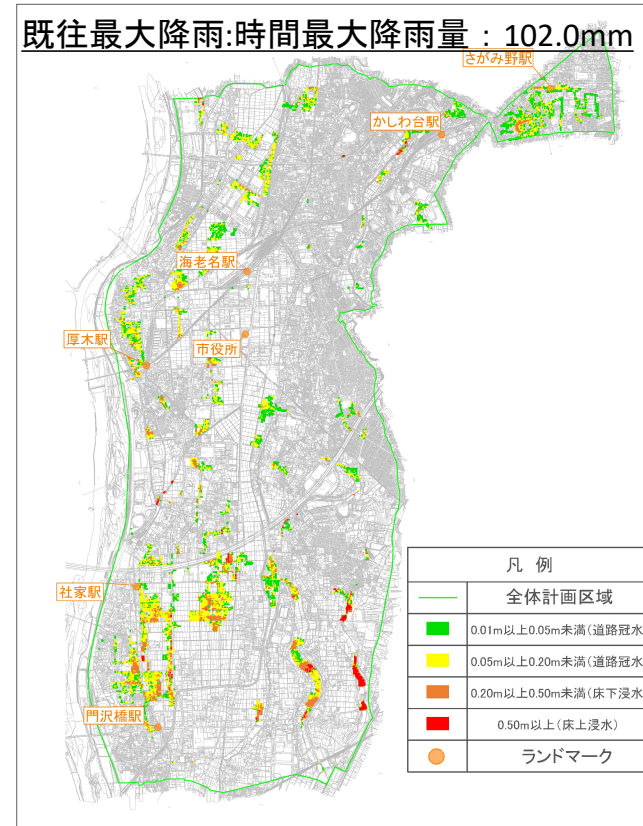 既往最大降雨:時間最大降雨量：102.0mm
さがみ野駅
かしわ台駅
海老名駅
厚木駅
市役所
社家駅
門沢橋駅
凡 例
全体計画区域
0.01m以上0.05m未満(道路冠水
0.05m以上0.20m未満(道路冠水
0.20m以上0.50m未満(床下浸水
0.50m以上(床上浸水)
ランドマーク